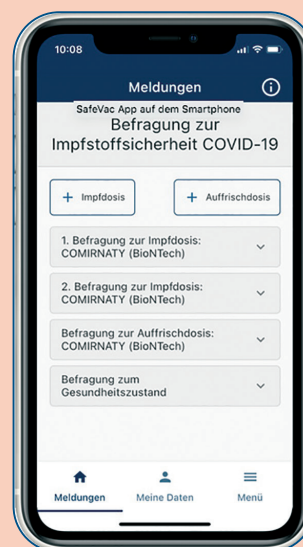 10:08
Meldungen
SafeVac App auf dem Smartphone
Befragung zur
Impfstoffsicherheit COVID-19
+ Impfdosis
+ Auffrischdosis
1. Befragung zur Impfdosis:
COMIRNATY (BioNTech)
2. Befragung zur Impfdosis:
COMIRNATY (BioNTech)
Befragung zur Auffrischdosis:
COMIRNATY (BioNTech)
Befragung zum
Gesundheitszustand
Meldungen
Meine Daten
Menü